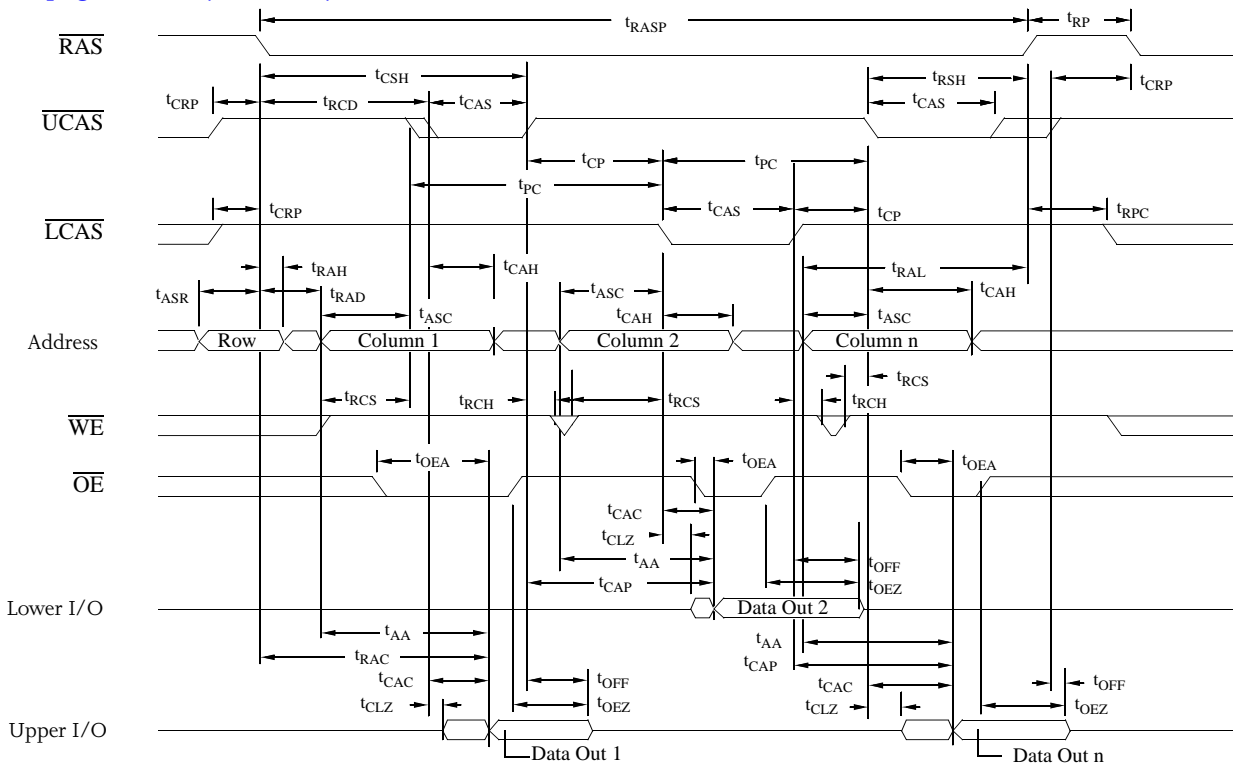 tRASP
tRP
RAS
tCSH
tRSH
tCRP
tRCD
tCAS
tCAS
tCRP
UCAS
tCP
tPC
tPC
tCAS
tCP
tCRP
tRPC
LCAS
tRAH
tCAH
tRAL
tASR
tRAD
tASC
tCAH
tASC
tCAH
tASC
Address
Row
Column 1
Column 2
Column n
tRCS
tRCS
tRCH
tRCS
tRCH
WE
tOEA
tOEA
tOEA
OE
tCAC
tCLZ
tAA
tOFF
tCAP
tOEZ
Lower I/O
Data Out 2
tAA
tAA
tRAC
tCAP
tCAC
tOFF
tCAC
tOFF
tCLZ
tOEZ
tCLZ
tOEZ
Upper I/O
Data Out 1
Data Out n